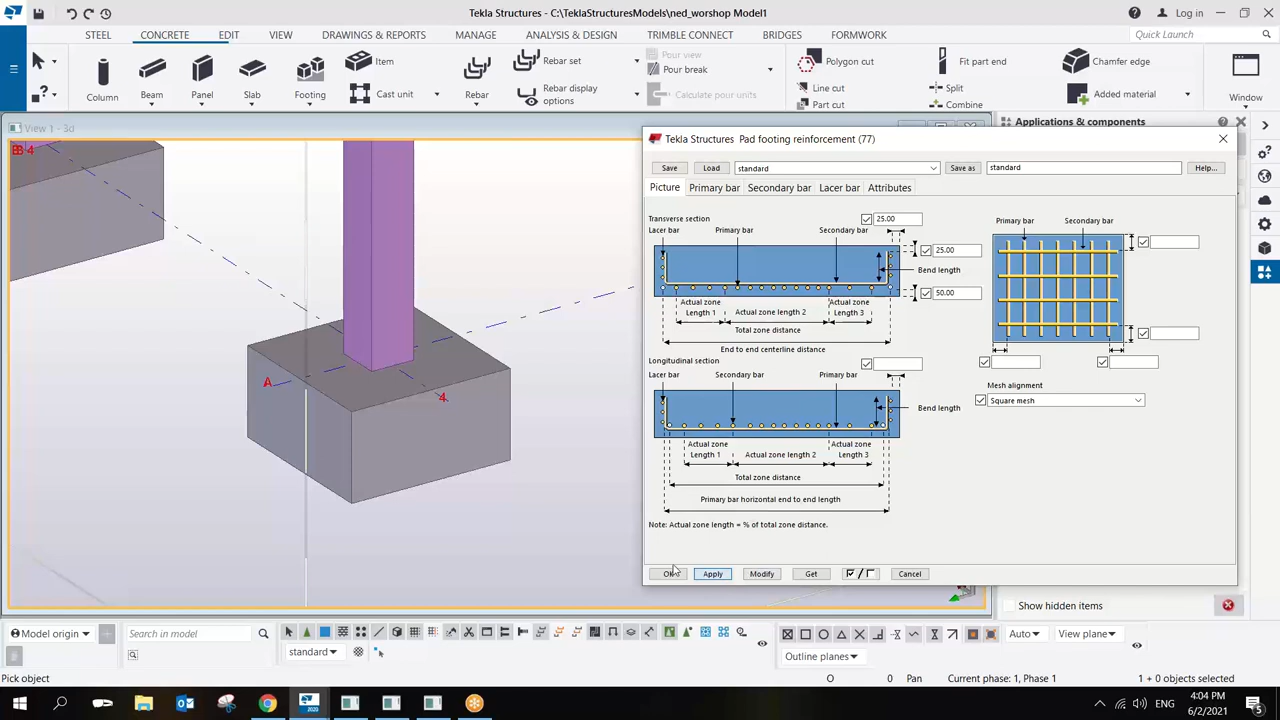 Tekla Structures - C:\TeklaStructuresModels\ned_worshop Model1
Log in
STEEL CONCRETE EDIT VIEW DRAWINGS & REPORTS MANAGE ANALYSIS & DESIGN TRIMBLE CONNECT BRIDGES FORMWORK
Quick Launch
Column
Beam
Panel
Slab
Footing
Item
Cast unit
Rebar
Rebar set
Rebar display options
Pour view
Pour break
Calculate pour units
Polygon cut
Line cut
Part cut
Fit part end
Split
Combine
Chamfer edge
Added material
Window
View 1 - 3d
Applications & components
B 4
A
4
Tekla Structures Pad footing reinforcement (77)
Save
Load
standard
Save as
standard
Help...
Picture
Primary bar
Secondary bar
Lacer bar
Attributes
Transverse section
25.00
Lacer bar
Primary bar
Secondary bar
25.00
Bend length
50.00
Actual zone
Length 1
Actual zone length 2
Actual zone
Length 3
Total zone distance
End to end centerline distance
Longitudinal section
Lacer bar
Secondary bar
Primary bar
Bend length
Actual zone
Length 1
Actual zone length 2
Actual zone
Length 3
Total zone distance
Primary bar horizontal end to end length
Note: Actual zone length = % of total zone distance.
Primary bar
Secondary bar
Mesh alignment
Square mesh
OK
Apply
Modify
Get
/
Cancel
Show hidden items
Model origin
Search in model
standard
Auto
View plane
Outline planes
Pick object
O
0
Pan
Current phase: 1, Phase 1
1 + 0 objects selected
2020
ENG
4:04 PM
6/2/2021
5